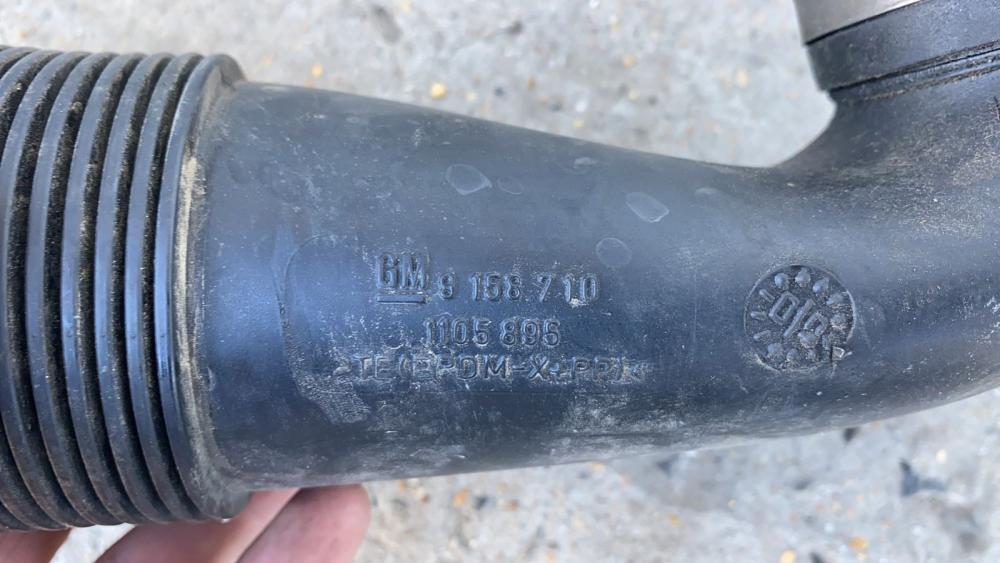 GM 9 158 710
1105 896
>TE(EPDM-X+PP)<